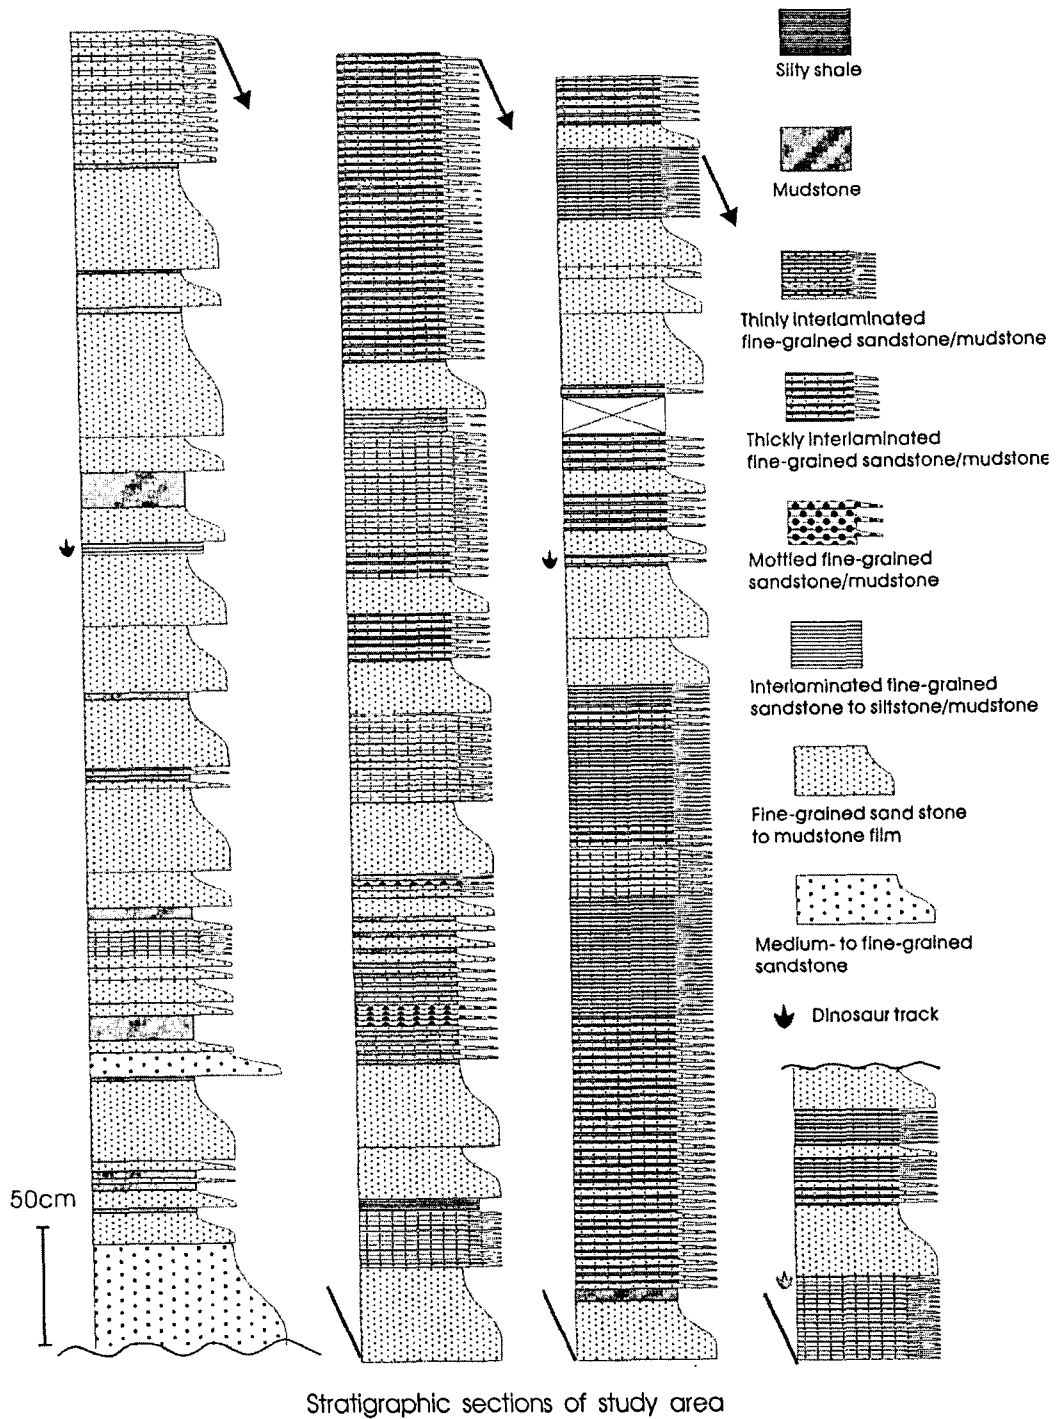 Silty shale
Mudstone
Thinly interlaminated
fine-grained sandstone/mudstone
Thickly interlaminated
fine-grained sandstone/mudstone
Mottled fine-grained
sandstone/mudstone
Interlaminated fine-grained
sandstone to siltstone/mudstone
Fine-grained sand stone
to mudstone film
Medium- to fine-grained
sandstone
Dinosaur track
50cm
Stratigraphic sections of study area